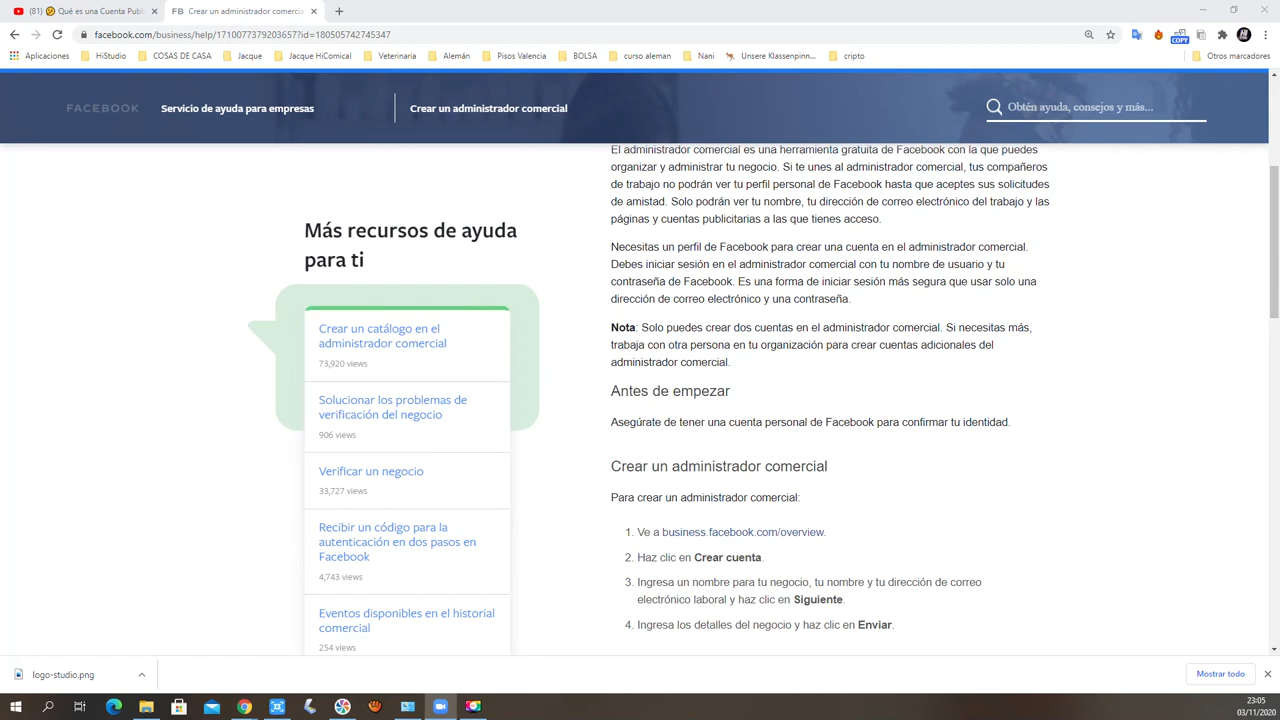 (81) 🤔 Qué es una Cuenta Publ
FB Crear un administrador comercia
facebook.com/business/help/1710077379203657?id=180505742745347
Aplicaciones
HiStudio
COSAS DE CASA
Jacque
Jacque HiComical
Veterinaria
Alemán
Pisos Valencia
BOLSA
curso aleman
Nani
Unsere Klassenpinn...
cripto
Otros marcadores
COPY
FACEBOOK
Servicio de ayuda para empresas
Crear un administrador comercial
Obtén ayuda, consejos y más...
Más recursos de ayuda
para ti
Crear un catálogo en el
administrador comercial
73,920 views
Solucionar los problemas de
verificación del negocio
906 views
Verificar un negocio
33,727 views
Recibir un código para la
autenticación en dos pasos en
Facebook
4,743 views
Eventos disponibles en el historial
comercial
254 views
El administrador comercial es una herramienta gratuita de Facebook con la que puedes
organizar y administrar tu negocio. Si te unes al administrador comercial, tus compañeros
de trabajo no podrán ver tu perfil personal de Facebook hasta que aceptes sus solicitudes
de amistad. Solo podrán ver tu nombre, tu dirección de correo electrónico del trabajo y las
páginas y cuentas publicitarias a las que tienes acceso.
Necesitas un perfil de Facebook para crear una cuenta en el administrador comercial.
Debes iniciar sesión en el administrador comercial con tu nombre de usuario y tu
contraseña de Facebook. Es una forma de iniciar sesión más segura que usar solo una
dirección de correo electrónico y una contraseña.
Nota: Solo puedes crear dos cuentas en el administrador comercial. Si necesitas más,
trabaja con otra persona en tu organización para crear cuentas adicionales del
administrador comercial.
Antes de empezar
Asegúrate de tener una cuenta personal de Facebook para confirmar tu identidad.
Crear un administrador comercial
Para crear un administrador comercial:
1. Ve a business.facebook.com/overview.
2. Haz clic en Crear cuenta.
3. Ingresa un nombre para tu negocio, tu nombre y tu dirección de correo
electrónico laboral y haz clic en Siguiente.
4. Ingresa los detalles del negocio y haz clic en Enviar.
logo-studio.png
Mostrar todo
23:05
03/11/2020